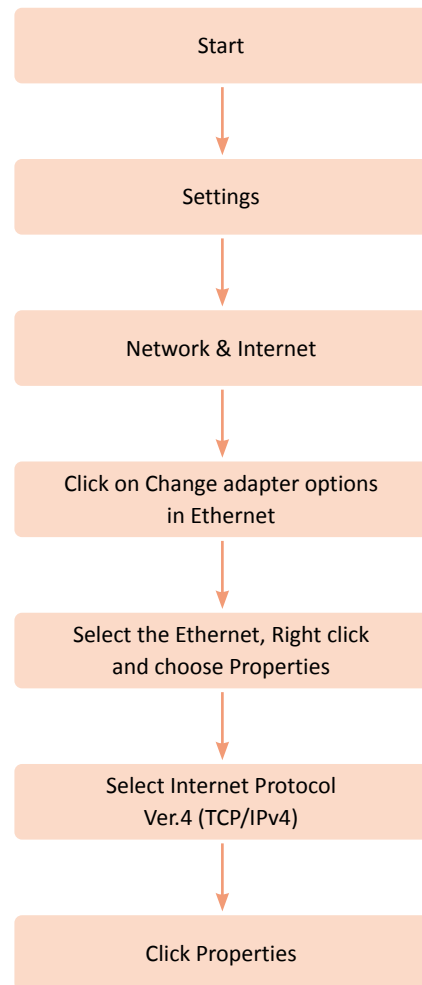 Start
Settings
Network & Internet
Click on Change adapter options
in Ethernet
Select the Ethernet, Right click
and choose Properties
Select Internet Protocol
Ver.4 (TCP/IPv4)
Click Properties